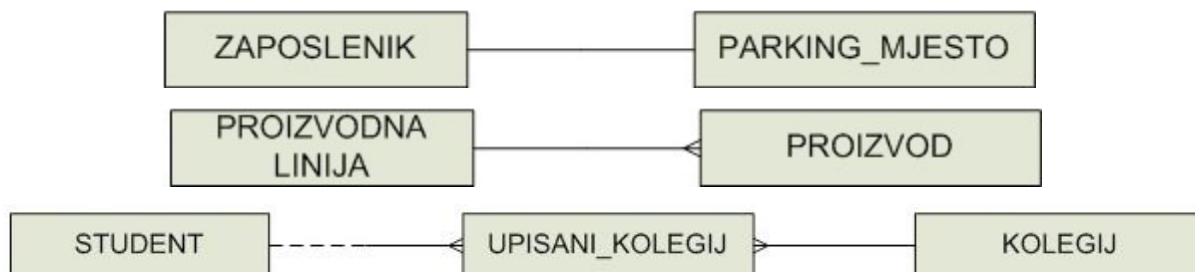 ZAPOSLENIK
PARKING_MJESTO
PROIZVODNA
LINIJA
PROIZVOD
STUDENT
UPISANI_KOLEGIJ
KOLEGIJ